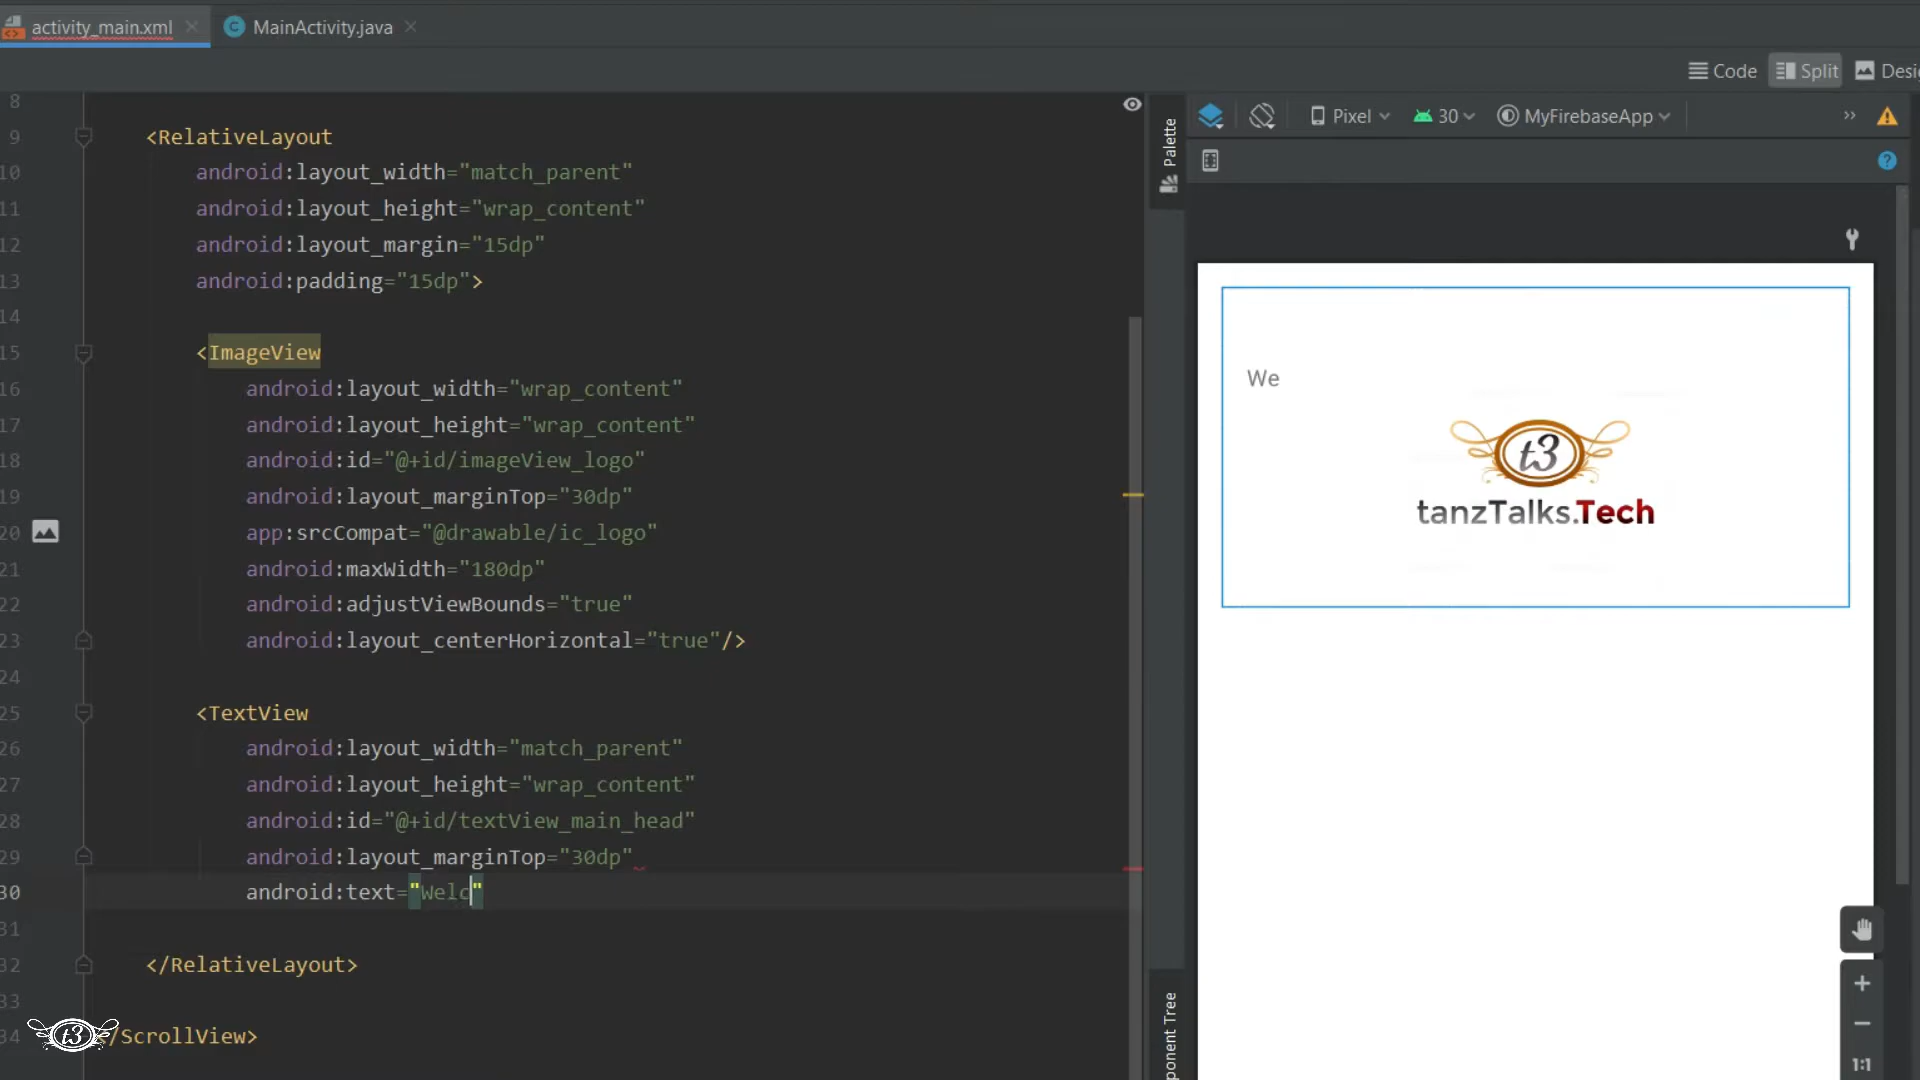 activity_main.xml
MainActivity.java
Code
Split
Desi
8
9 <RelativeLayout
10 android:layout_width="match_parent"
11 android:layout_height="wrap_content"
12 android:layout_margin="15dp"
13 android:padding="15dp">
14
15 <ImageView
16 android:layout_width="wrap_content"
17 android:layout_height="wrap_content"
18 android:id="@+id/imageView_logo"
19 android:layout_marginTop="30dp"
20 app:srcCompat="@drawable/ic_logo"
21 android:maxWidth="180dp"
22 android:adjustViewBounds="true"
23 android:layout_centerHorizontal="true"/>
24
25 <TextView
26 android:layout_width="match_parent"
27 android:layout_height="wrap_content"
28 android:id="@+id/textView_main_head"
29 android:layout_marginTop="30dp"
30 android:text="Welc"
31
32 </RelativeLayout>
33
34 </ScrollView>
t3
Palette
Pixel
30
MyFirebaseApp
?
We
t3
tanzTalks.Tech
ponent Tree
1:1